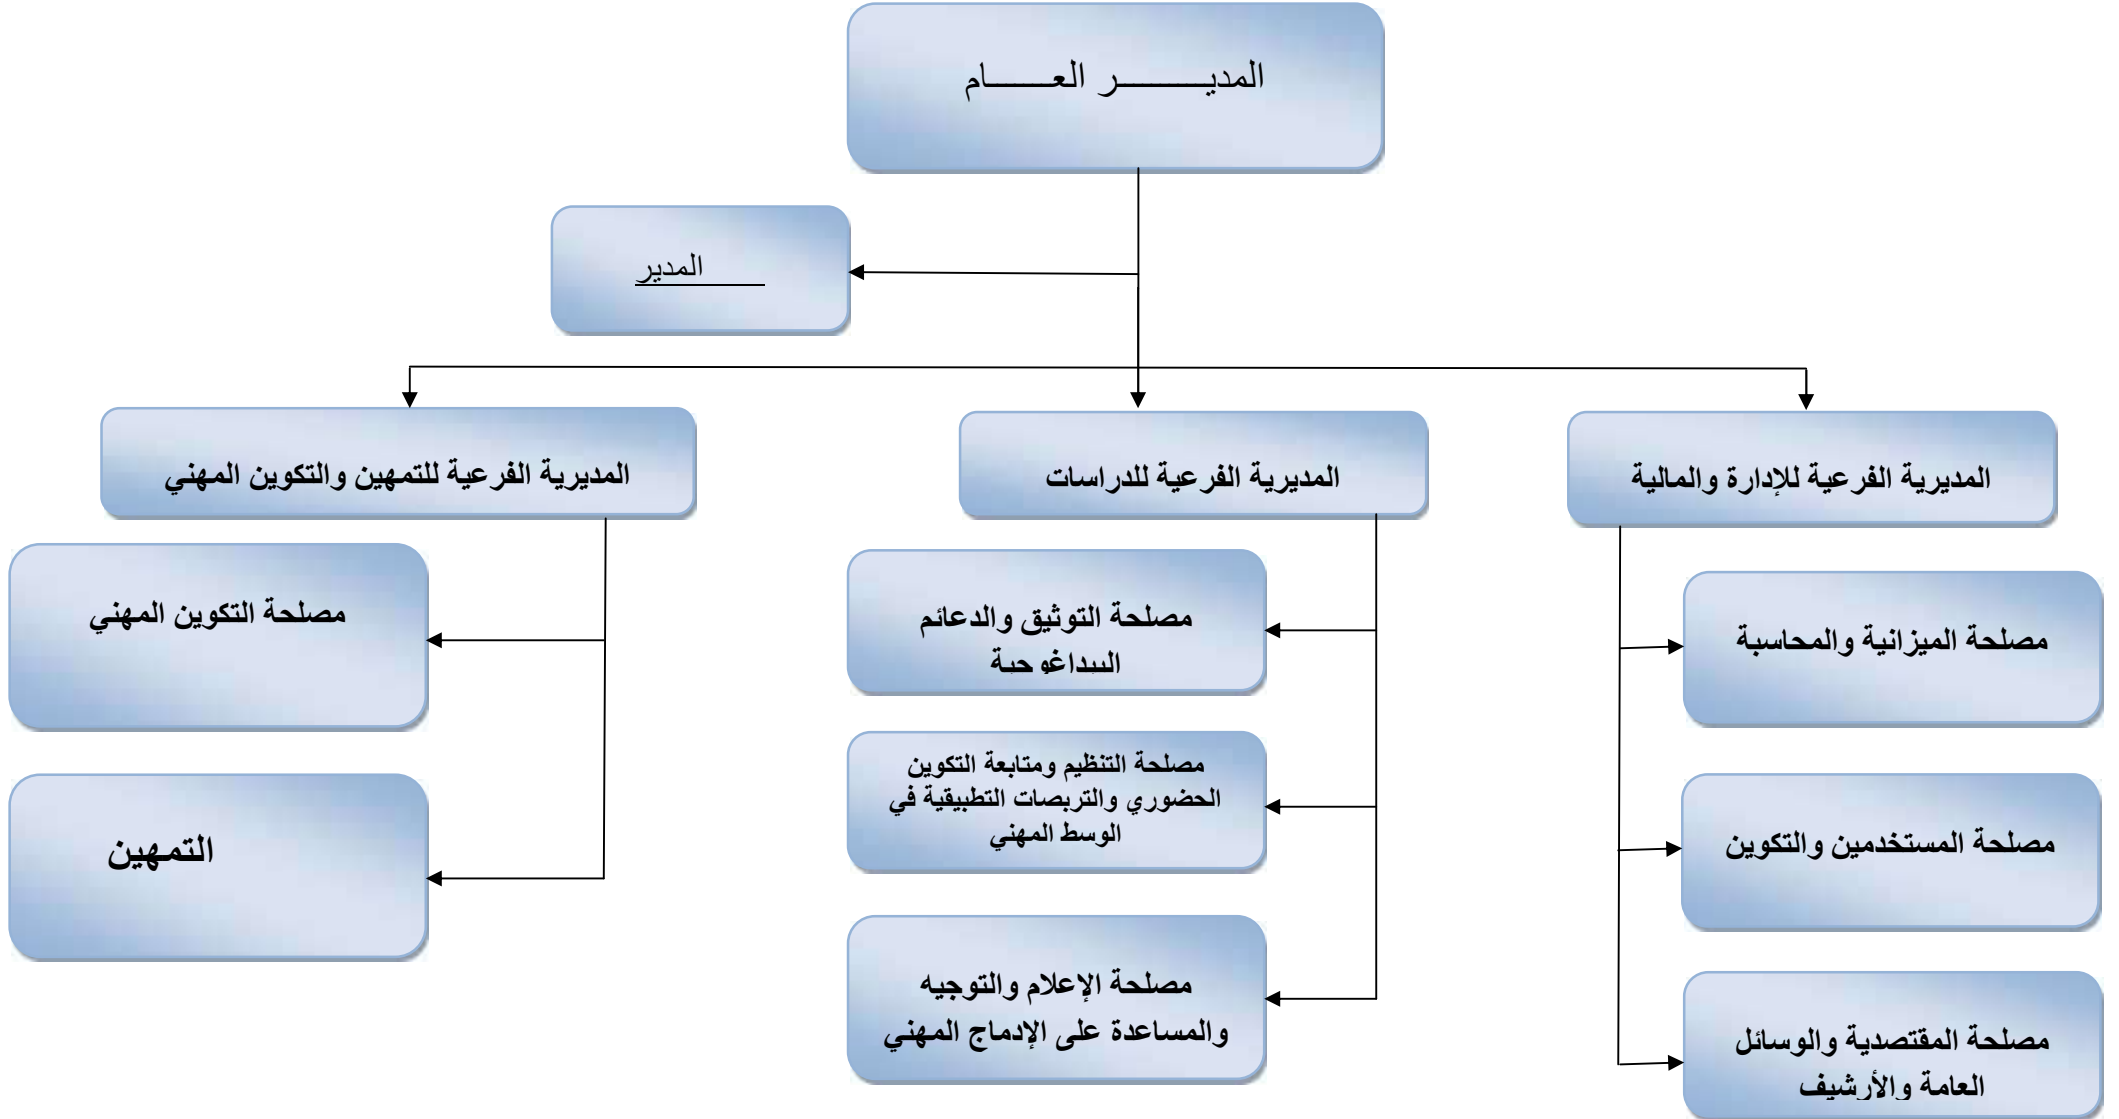 المديـــــــر العـــــام
المدير
المديرية الفرعية للإدارة والمالية
المديرية الفرعية للدراسات
المديرية الفرعية للتمهين والتكوين المهني
مصلحة الميزانية والمحاسبة
مصلحة المستخدمين والتكوين
مصلحة المقتصدية والوسائل
العامة والأرشيف
مصلحة التوثيق والدعائم
البيداغوجية
مصلحة التنظيم ومتابعة التكوين
الحضوري والتربصات التطبيقية في
الوسط المهني
مصلحة الإعلام والتوجيه
والمساعدة على الإدماج المهني
مصلحة التكوين المهني
التمهين